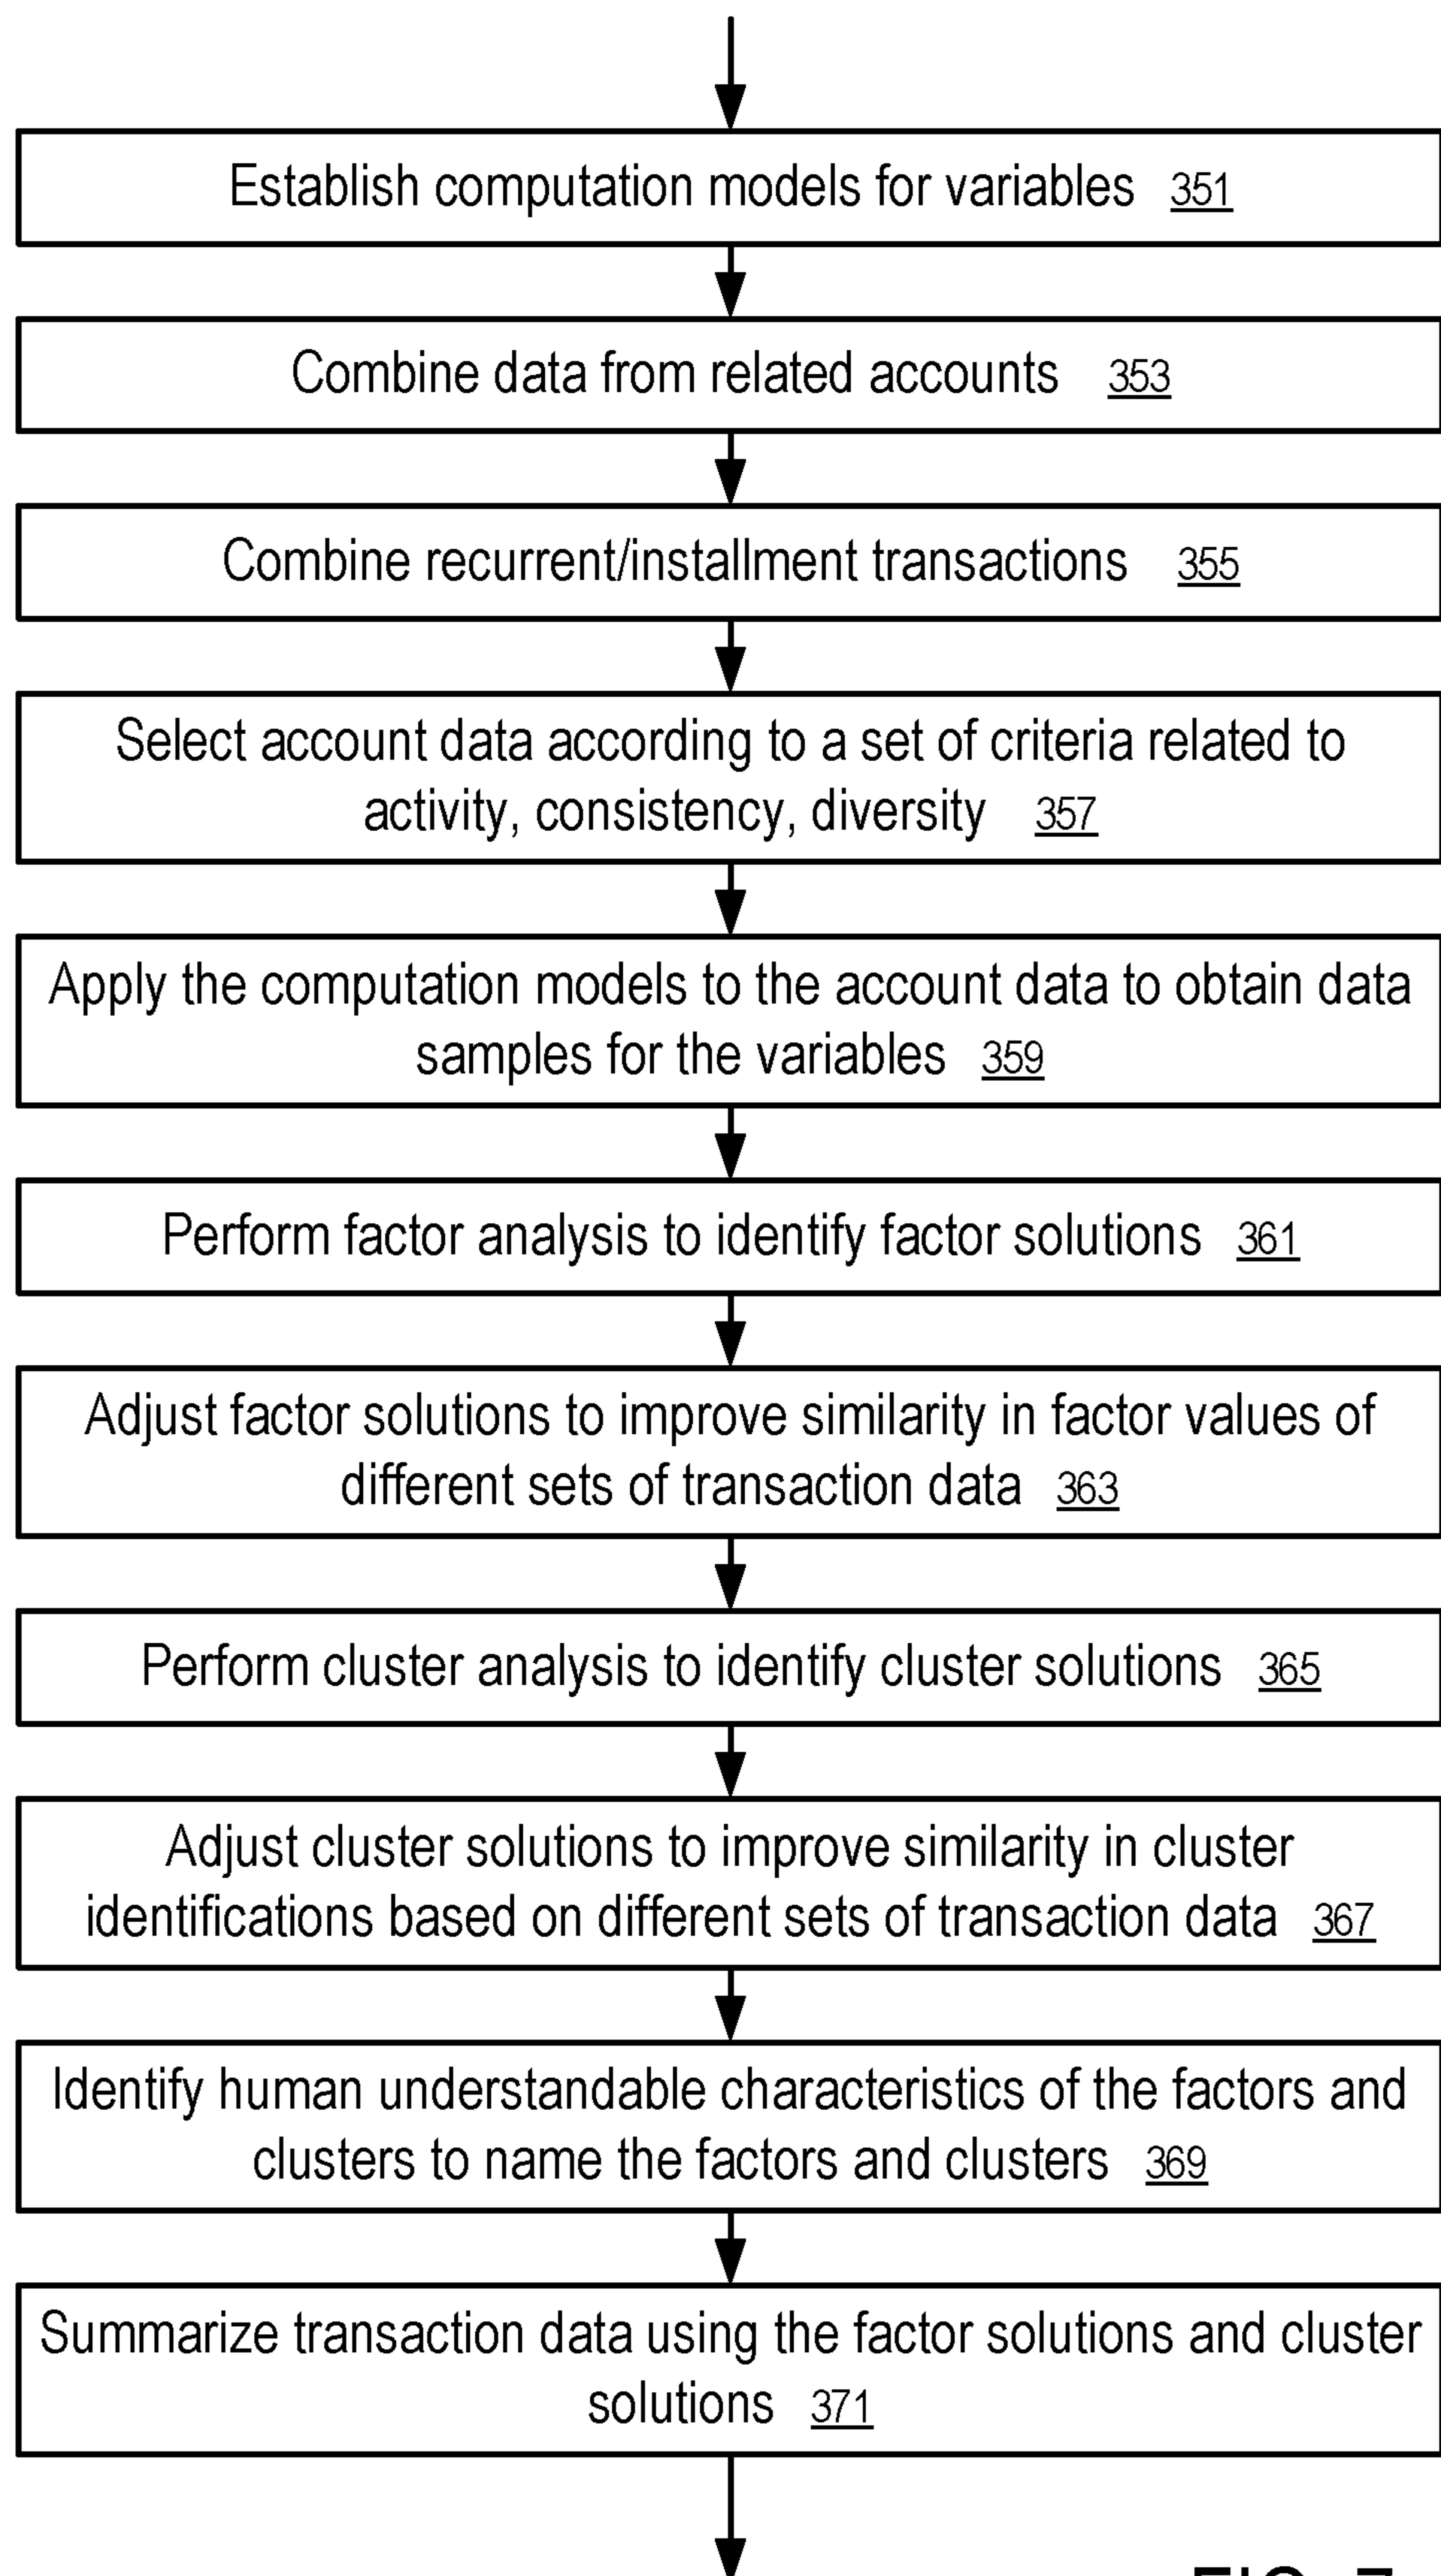 Establish computation models for variables 351
Combine data from related accounts 353
Combine recurrent/installment transactions 355
Select account data according to a set of criteria related to
activity, consistency, diversity 357
Apply the computation models to the account data to obtain data
samples for the variables 359
Perform factor analysis to identify factor solutions 361
Adjust factor solutions to improve similarity in factor values of
different sets of transaction data 363
Perform cluster analysis to identify cluster solutions 365
Adjust cluster solutions to improve similarity in cluster
identifications based on different sets of transaction data 367
Identify human understandable characteristics of the factors and
clusters to name the factors and clusters 369
Summarize transaction data using the factor solutions and cluster
solutions 371